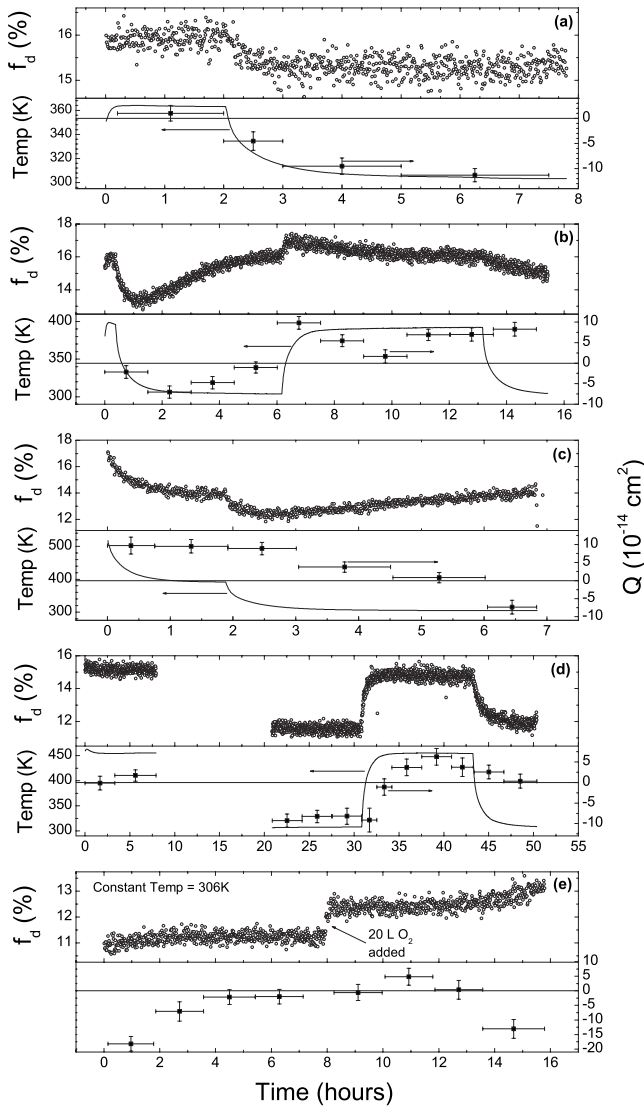 (a)
f_d (%)
16
15
Temp (K)
360
340
320
300
0
-5
-10
0 1 2 3 4 5 6 7 8
(b)
f_d (%)
18
16
14
Temp (K)
400
350
300
10
5
0
-5
-10
0 2 4 6 8 10 12 14 16
(c)
f_d (%)
18
16
14
12
Temp (K)
500
400
300
10
5
0
-5
-10
0 1 2 3 4 5 6 7
Q (10^-14 cm^2)
(d)
f_d (%)
16
14
12
Temp (K)
450
400
350
300
5
0
-5
-10
0 5 10 15 20 25 30 35 40 45 50 55
(e)
Constant Temp = 306K
f_d (%)
13
12
11
20 L O_2
added
10
5
0
-5
-10
-15
-20
0 2 4 6 8 10 12 14 16
Time (hours)